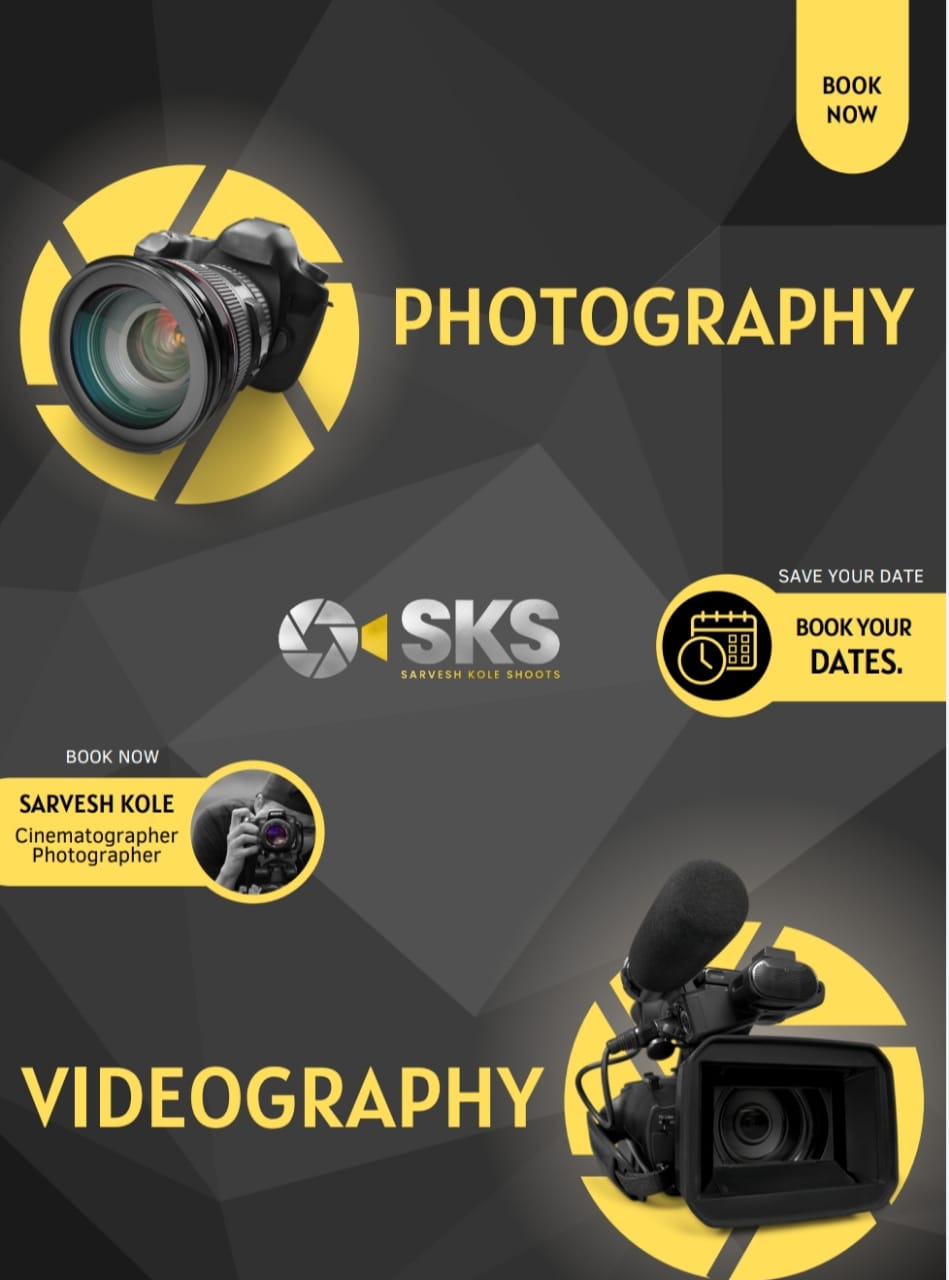 BOOK
NOW
PHOTOGRAPHY
SKS
SARVESH KOLE SHOOTS
SAVE YOUR DATE
BOOK YOUR
DATES.
BOOK NOW
SARVESH KOLE
Cinematographer
Photographer
VIDEOGRAPHY